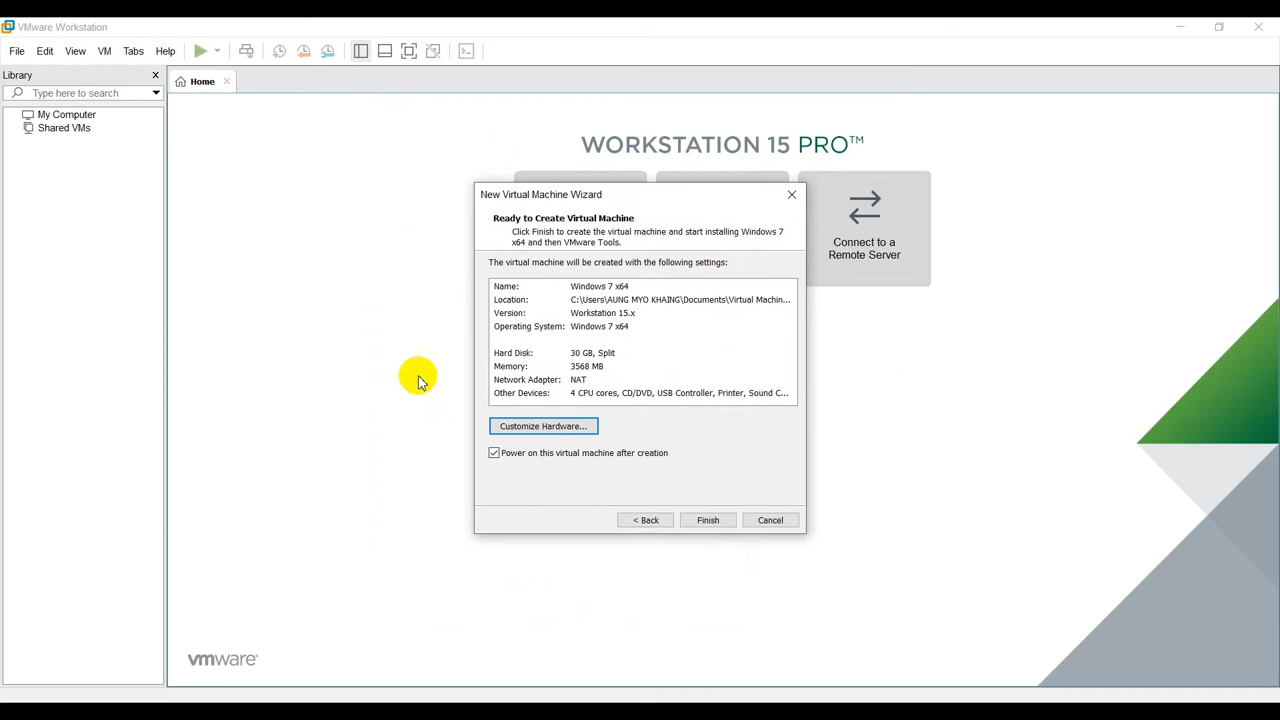 VMware Workstation
File Edit View VM Tabs Help
Library
Type here to search
My Computer
Shared VMs
Home
WORKSTATION 15 PRO™
Connect to a
Remote Server
New Virtual Machine Wizard
Ready to Create Virtual Machine
Click Finish to create the virtual machine and start installing Windows 7
x64 and then VMware Tools.
The virtual machine will be created with the following settings:
Name: Windows 7 x64
Location: C:\Users\AUNG MYO KHAING\Documents\Virtual Machin...
Version: Workstation 15.x
Operating System: Windows 7 x64
Hard Disk: 30 GB, Split
Memory: 3568 MB
Network Adapter: NAT
Other Devices: 4 CPU cores, CD/DVD, USB Controller, Printer, Sound C...
Customize Hardware...
Power on this virtual machine after creation
< Back Finish Cancel
vmware®